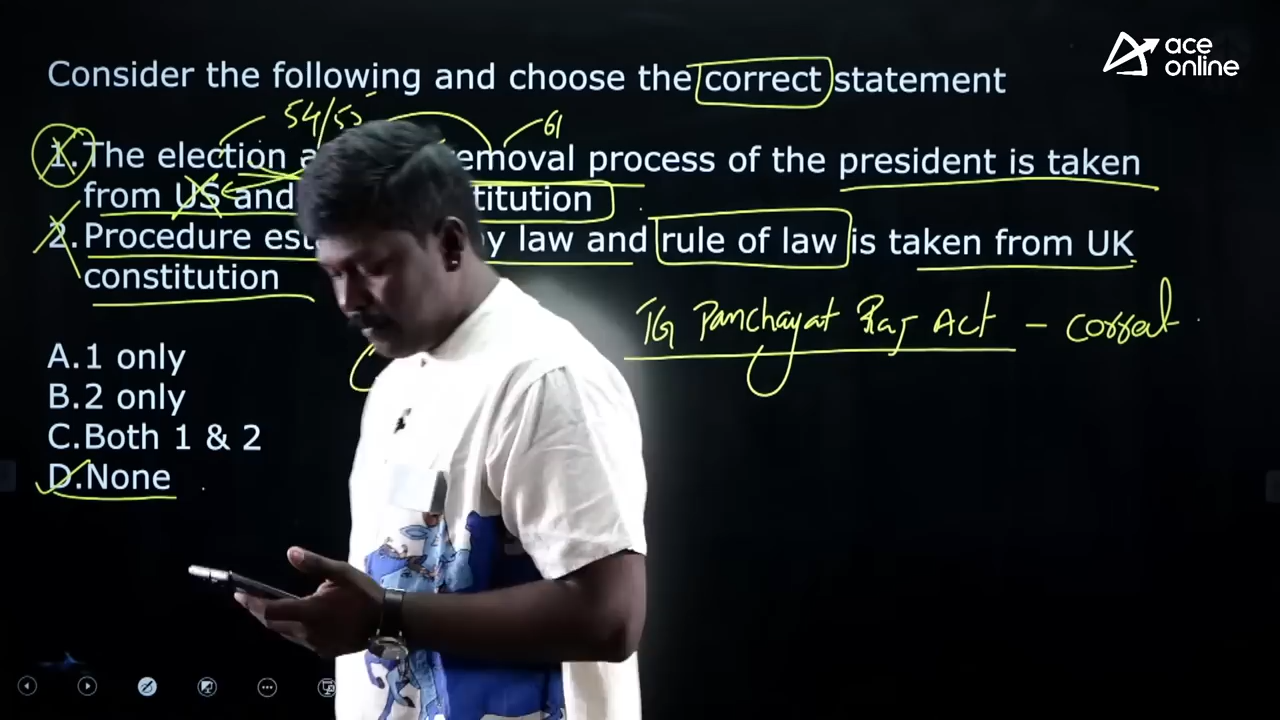 ace
online
Consider the following and choose the correct statement
54/55
61
1. The election a emoval process of the president is taken
from US and titution
2. Procedure est y law and rule of law is taken from UK
constitution
TG Panchayat Raj Act - correct
A.1 only
B.2 only
C.Both 1 & 2
D.None